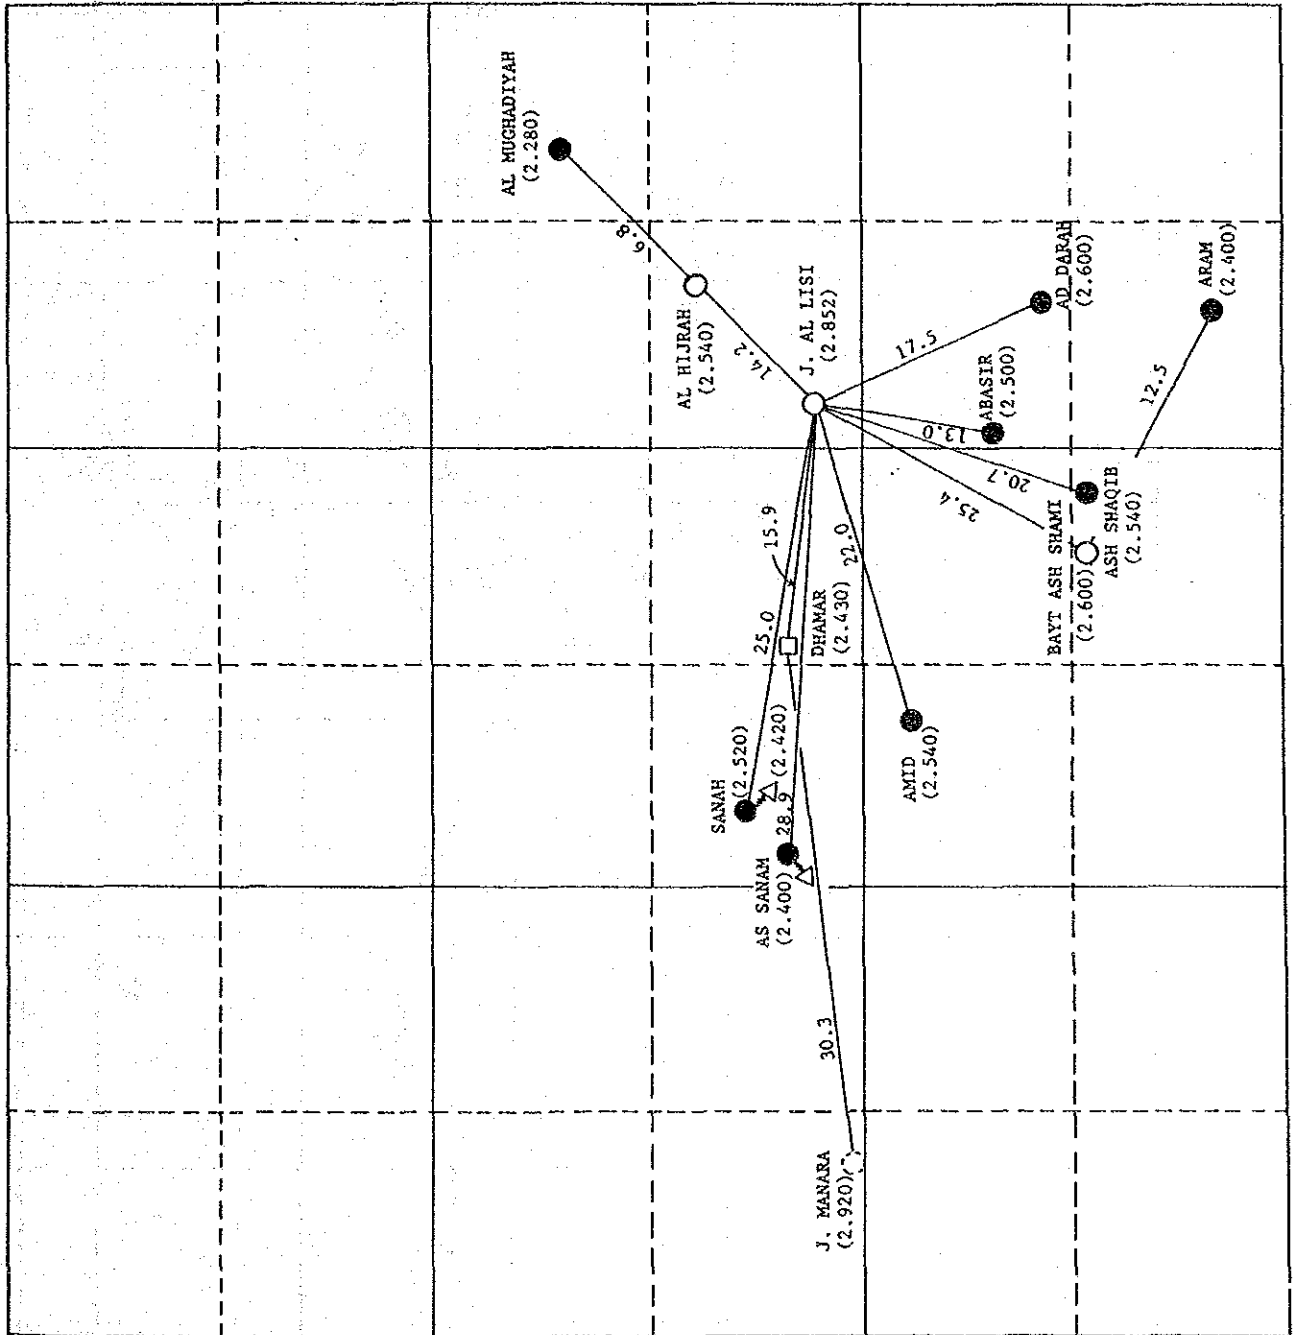 AL MUGHADIYAH
(2.280)
6.8
AL HIJRAH
(2.540)
14.2
J. AL LISI
(2.852)
17.5
AD DARAH
(2.600)
ARAM
(2.400)
12.5
ABASIR
(2.500)
13.0
20.7
25.4
BAYT ASH SHAMI
(2.600)
ASH SHAQIB
(2.540)
15.9
25.0
22.0
DHAMAR
(2.430)
SANAH
(2.520)
(2.420)
28.9
AS SANAM
(2.400)
AMID
(2.540)
30.3
J. MANARA
(2.920)